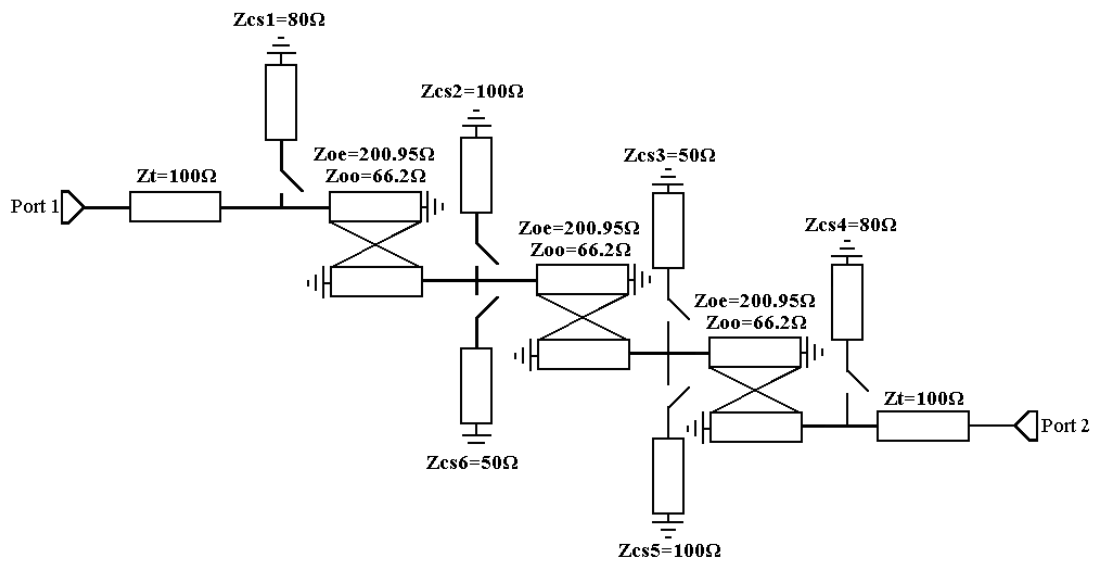 Zcs1=80Ω
Zcs2=100Ω
Zoe=200.95Ω
Zoo=66.2Ω
Zt=100Ω
Port 1
Zcs3=50Ω
Zoe=200.95Ω
Zoo=66.2Ω
Zcs4=80Ω
Zoe=200.95Ω
Zoo=66.2Ω
Zt=100Ω
Port 2
Zcs6=50Ω
Zcs5=100Ω